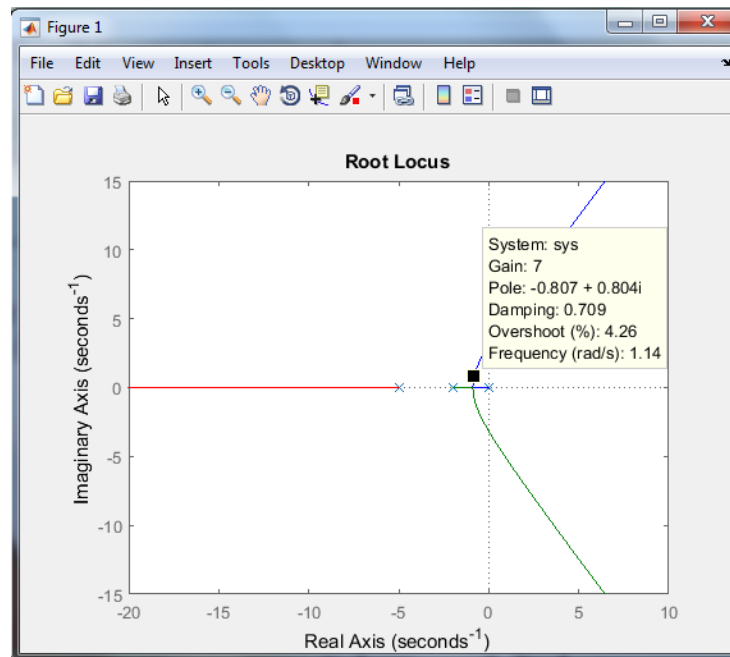 Figure 1
File Edit View Insert Tools Desktop Window Help
Root Locus
15
10
5
0
-5
-10
-15
Imaginary Axis (seconds⁻¹)
System: sys
Gain: 7
Pole: -0.807 + 0.804i
Damping: 0.709
Overshoot (%): 4.26
Frequency (rad/s): 1.14
-20 -15 -10 -5 0 5 10
Real Axis (seconds⁻¹)